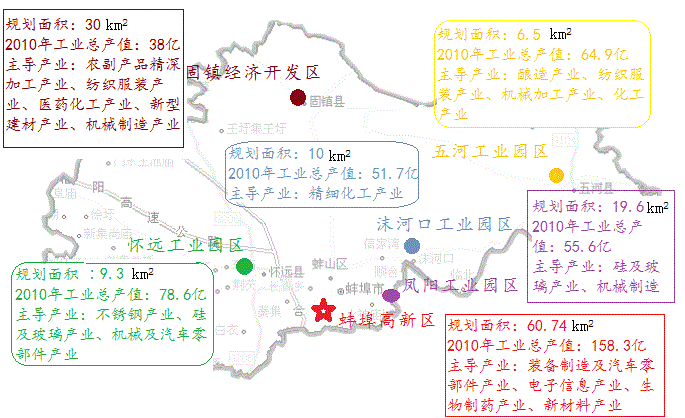 规划面积：30 km²
2010年工业总产值：38亿
主导产业：农副产品精深
加工产业、纺织服装产
业、医药化工产业、新型
建材产业、机械制造产业
规划面积：6.5 km²
2010年工业总产值：64.9亿
主导产业：酿造产业、纺织服
装产业、机械加工产业、化工
产业
固镇经济开发区
固镇县
王圩集王圩
规划面积：10 km²
2010年工业总产值：51.7亿
主导产业：精细化工产业
五河工业园区
五河县
阳
高
速
公
徐圩
规划面积：19.6 km²
2010年工业总产
值：55.6亿
主导产业：硅及玻
璃产业、机械制造
沫河口工业园区
沫河口
怀远工业园区
怀远县
蚌山区
蚌埠市
临北
规划面积：9.3 km²
2010年工业总产值：78.6亿
主导产业：不锈钢产业、硅
及玻璃产业、机械及汽车零
部件产业
凤阳工业园区
蚌埠高新区
规划面积：60.74 km²
2010年工业总产值：158.3亿
主导产业：装备制造及汽车零
部件产业、电子信息产业、生
物制药产业、新材料产业